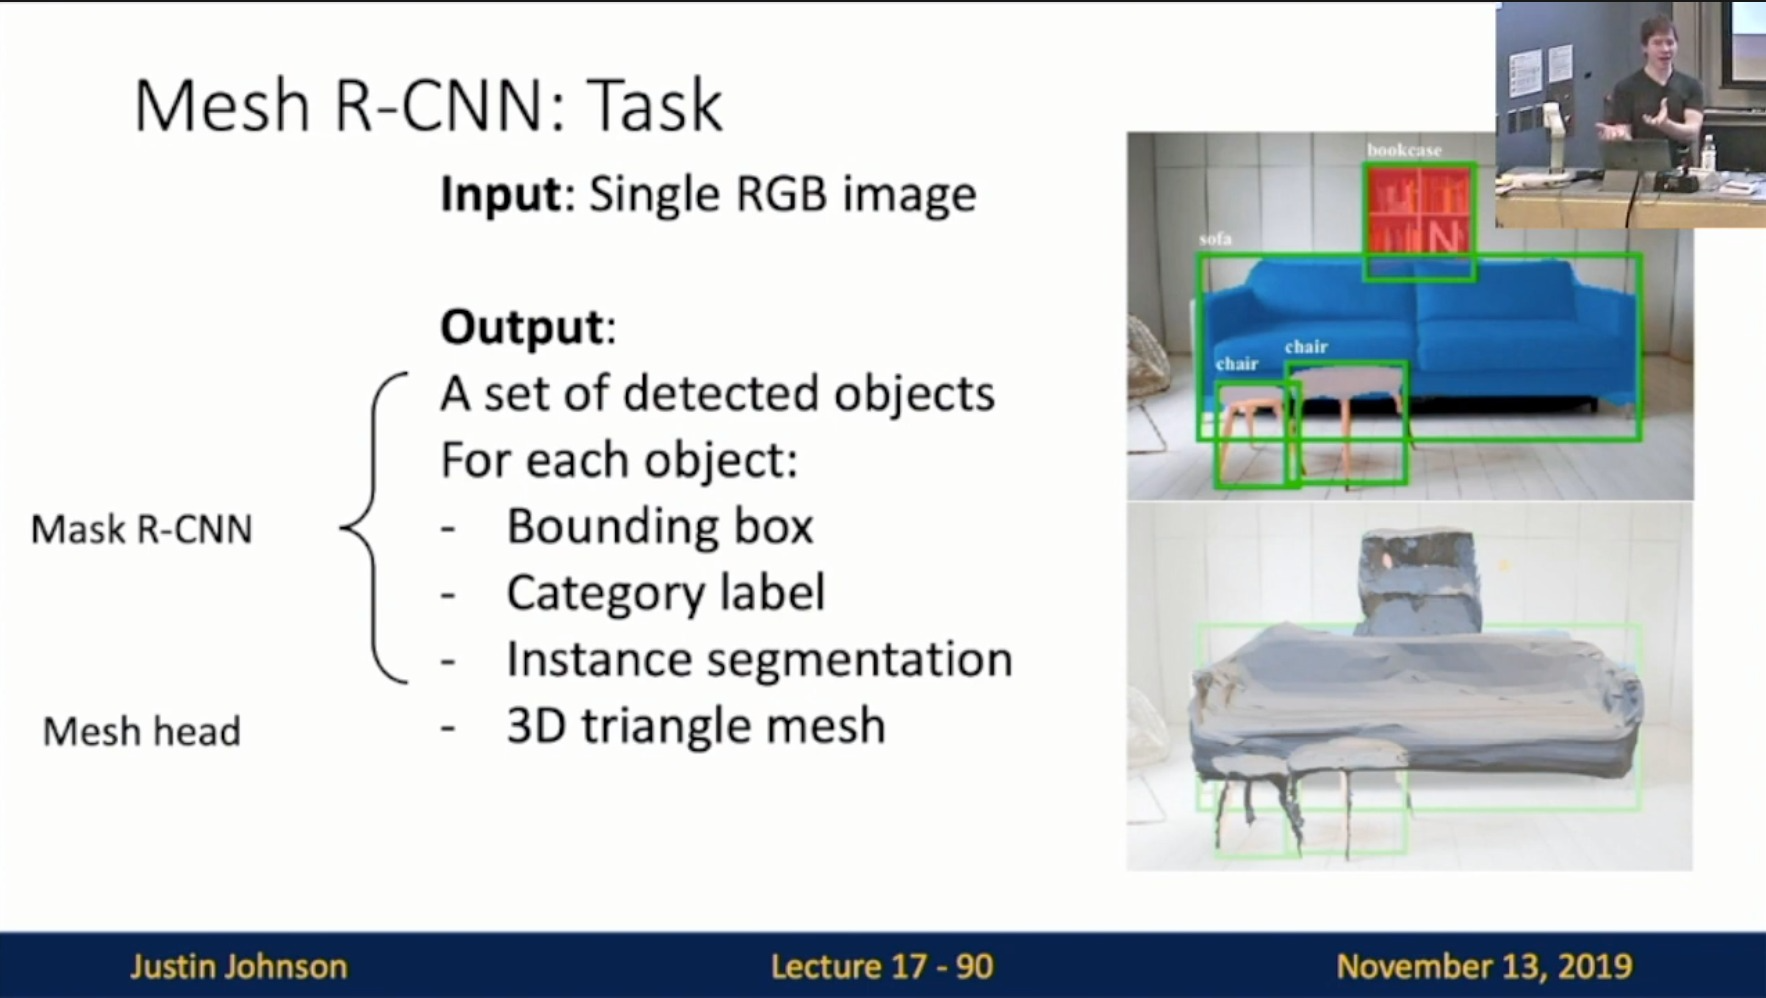 Mesh R-CNN: Task
Input: Single RGB image
Output:
A set of detected objects
For each object:
- Bounding box
- Category label
- Instance segmentation
- 3D triangle mesh
Mask R-CNN
Mesh head
bookcase
sofa
chair
chair
N
Justin Johnson
Lecture 17 - 90
November 13, 2019